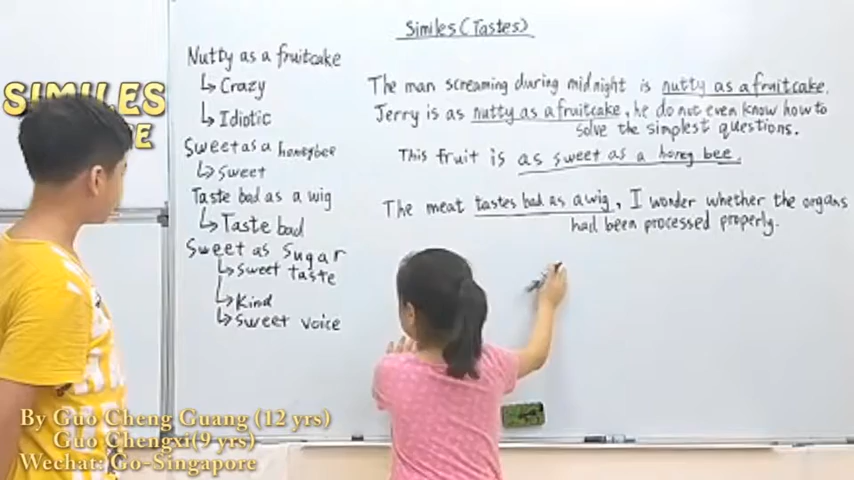 Similes (Tastes)
Nutty as a fruitcake
Crazy
Idiotic
Sweet as a honeybee
Sweet
Taste bad as a wig
Taste bad
Sweet as Sugar
Sweet taste
Kind
Sweet voice
The man screaming during midnight is nutty as a fruitcake.
Jerry is as nutty as a fruitcake, he do not even know how to
solve the simplest questions.
This fruit is as sweet as a honey bee.
The meat tastes bad as a wig, I wonder whether the organs
had been processed properly.
SIMILES
By Guo Cheng Guang (12 yrs)
Guo Chengxi(9 yrs)
Wechat: Go-Singapore